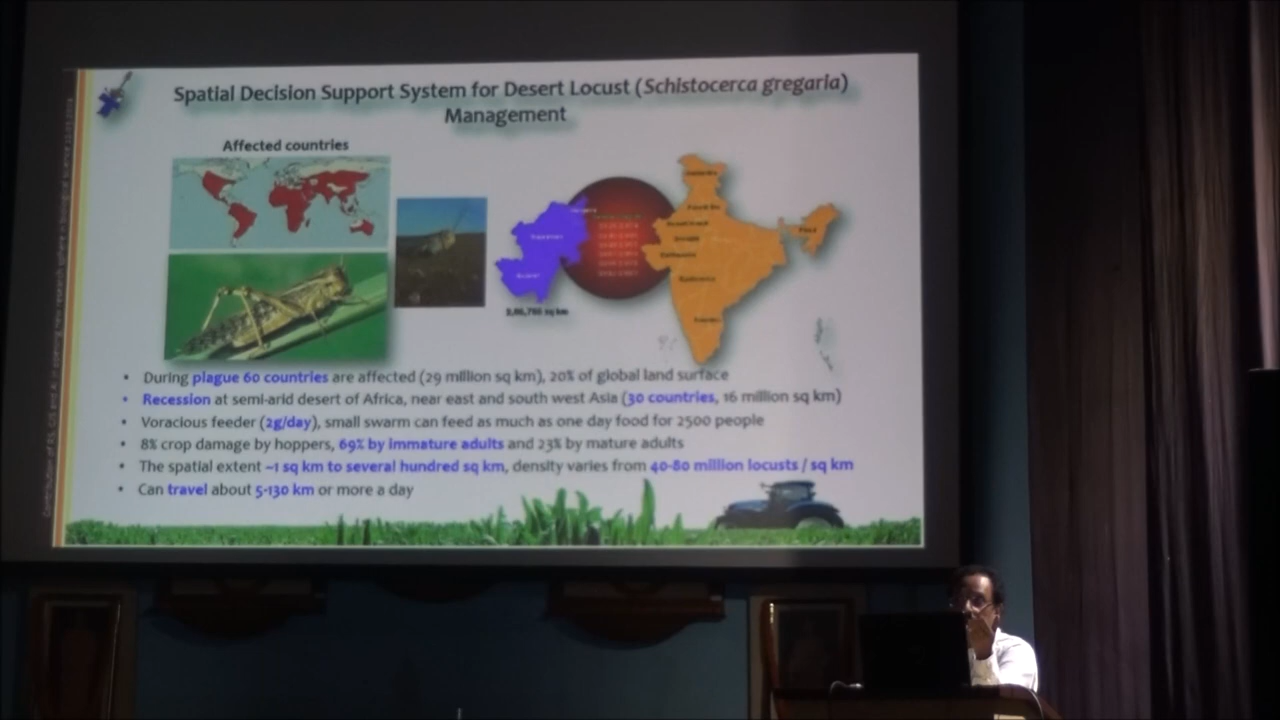 Spatial Decision Support System for Desert Locust (Schistocerca gregaria)
Management
Affected countries
• During plague 60 countries are affected (29 million sq km), 20% of global land surface
• Recession at semi-arid desert of Africa, near east and south west Asia (30 countries, 16 million sq km)
• Voracious feeder (2g/day), small swarm can feed as much as one day food for 2500 people
• 8% crop damage by hoppers, 69% by immature adults and 23% by mature adults
• The spatial extent ~1 sq km to several hundred sq km, density varies from 40-80 million locusts / sq km
• Can travel about 5-130 km or more a day